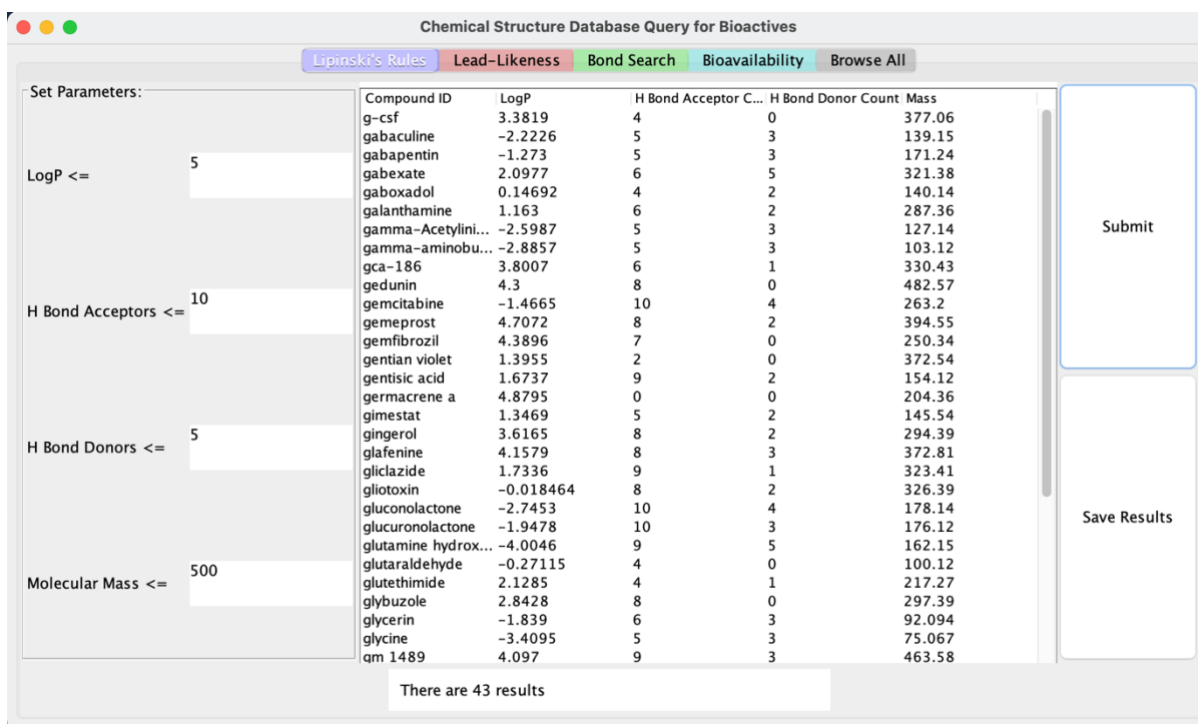 Chemical Structure Database Query for Bioactives
Lipinski's Rules Lead-Likeness Bond Search Bioavailability Browse All
Set Parameters:
LogP <= 5
H Bond Acceptors <= 10
H Bond Donors <= 5
Molecular Mass <= 500
Compound ID LogP H Bond Acceptor C... H Bond Donor Count Mass
g-csf 3.3819 4 0 377.06
gabaculine -2.2226 5 3 139.15
gabapentin -1.273 5 3 171.24
gabexate 2.0977 6 5 321.38
gaboxadol 0.14692 4 2 140.14
galanthamine 1.163 6 2 287.36
gamma-Acetylini... -2.5987 5 3 127.14
gamma-aminobu... -2.8857 5 3 103.12
gca-186 3.8007 6 1 330.43
gedunin 4.3 8 0 482.57
gemcitabine -1.4665 10 4 263.2
gemeprost 4.7072 8 2 394.55
gemfibrozil 4.3896 7 0 250.34
gentian violet 1.3955 2 0 372.54
gentisic acid 1.6737 9 2 154.12
germacrene a 4.8795 0 0 204.36
gimestat 1.3469 5 2 145.54
gingerol 3.6165 8 2 294.39
glafenine 4.1579 8 3 372.81
gliclazide 1.7336 9 1 323.41
gliotoxin -0.018464 8 2 326.39
gluconolactone -2.7453 10 4 178.14
glucuronolactone -1.9478 10 3 176.12
glutamine hydrox... -4.0046 9 5 162.15
glutaraldehyde -0.27115 4 0 100.12
glutethimide 2.1285 4 1 217.27
glybuzole 2.8428 8 0 297.39
glycerin -1.839 6 3 92.094
glycine -3.4095 5 3 75.067
gm 1489 4.097 9 3 463.58
Submit
Save Results
There are 43 results